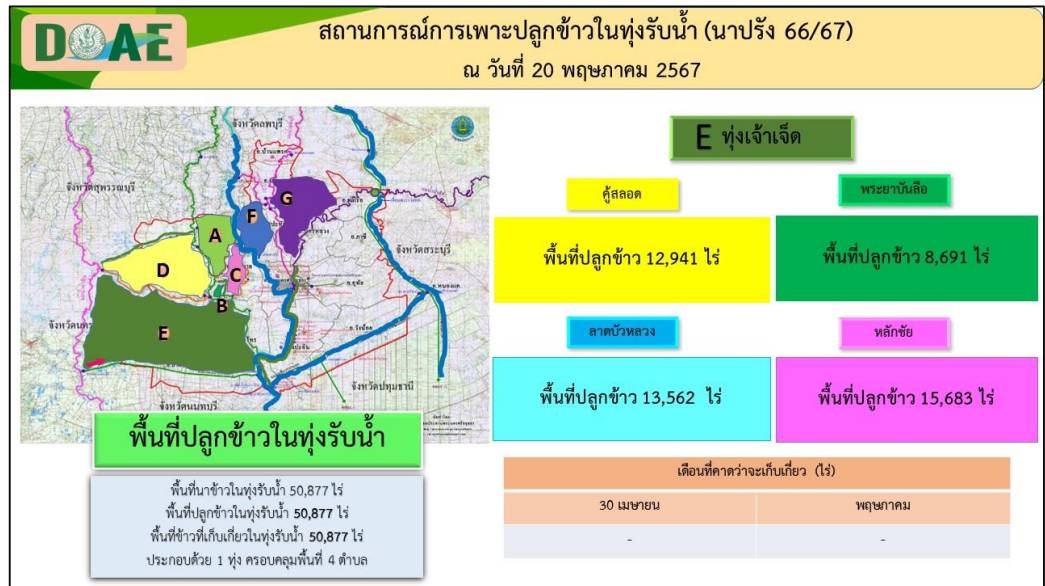 DOAE
สถานการณ์การเพาะปลูกข้าวในทุ่งรับน้ำ (นาปรัง 66/67)
ณ วันที่ 20 พฤษภาคม 2567
จังหวัดลพบุรี
จังหวัดสุพรรณบุรี
จังหวัดสระบุรี
จังหวัดปทุมธานี
จังหวัดนนทบุรี
A
B
C
D
E
F
G
พื้นที่ปลูกข้าวในทุ่งรับน้ำ
พื้นที่นาข้าวในทุ่งรับน้ำ 50,877 ไร่
พื้นที่ปลูกข้าวในทุ่งรับน้ำ 50,877 ไร่
พื้นที่ข้าวที่เก็บเกี่ยวในทุ่งรับน้ำ 50,877 ไร่
ประกอบด้วย 1 ทุ่ง ครอบคลุมพื้นที่ 4 ตำบล
E ทุ่งเจ้าเจ็ด
คู้สลอด
พื้นที่ปลูกข้าว 12,941 ไร่
พระยาบันลือ
พื้นที่ปลูกข้าว 8,691 ไร่
ลาดบัวหลวง
พื้นที่ปลูกข้าว 13,562 ไร่
หลักชัย
พื้นที่ปลูกข้าว 15,683 ไร่
เดือนที่คาดว่าจะเก็บเกี่ยว (ไร่)
30 เมษายน พฤษภาคม
- -